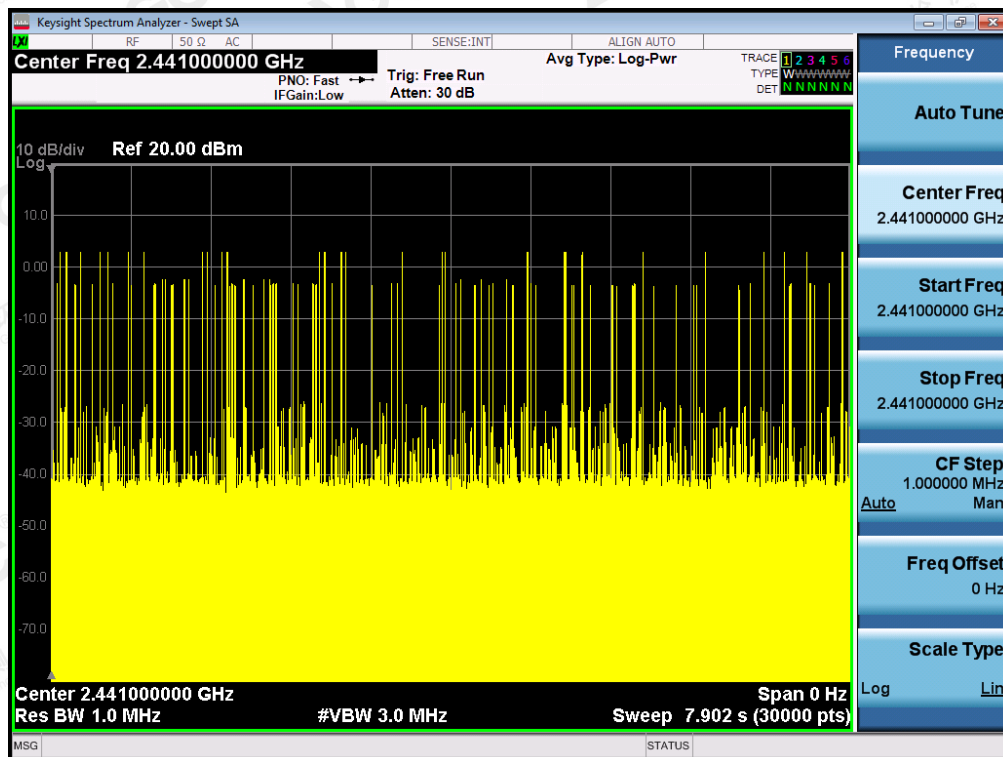 Keysight Spectrum Analyzer - Swept SA
LXI RF 50 Ω AC SENSE:INT ALIGN AUTO
Center Freq 2.441000000 GHz
PNO: Fast
IFGain:Low
Trig: Free Run
Atten: 30 dB
Avg Type: Log-Pwr
TRACE 1 2 3 4 5 6
TYPE WWWWWW
DET N N N N N N
10 dB/div Ref 20.00 dBm
Log
10.0
0.00
-10.0
-20.0
-30.0
-40.0
-50.0
-60.0
-70.0
Center 2.441000000 GHz Span 0 Hz
Res BW 1.0 MHz #VBW 3.0 MHz Sweep 7.902 s (30000 pts)
MSG STATUS
Frequency
Auto Tune
Center Freq
2.441000000 GHz
Start Freq
2.441000000 GHz
Stop Freq
2.441000000 GHz
CF Step
1.000000 MHz
Auto Man
Freq Offset
0 Hz
Scale Type
Log Lin